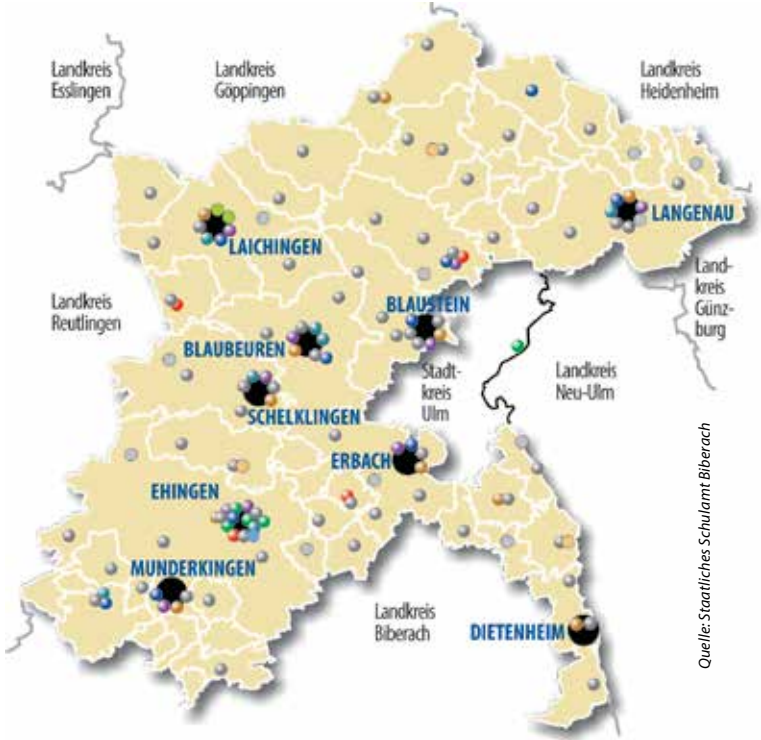 Landkreis
Esslingen
Landkreis
Göppingen
Landkreis
Heidenheim
LANGENAU
LAICHINGEN
Land-
kreis
Günz-
burg
Landkreis
Reutlingen
BLAUSTEIN
BLAUBEUREN
Stadt-
kreis
Ulm
Landkreis
Neu-Ulm
SCHELKLINGEN
ERBACH
EHINGEN
MUNDERKINGEN
Landkreis
Biberach
DIETENHEIM
Quelle: Staatliches Schulamt Biberach